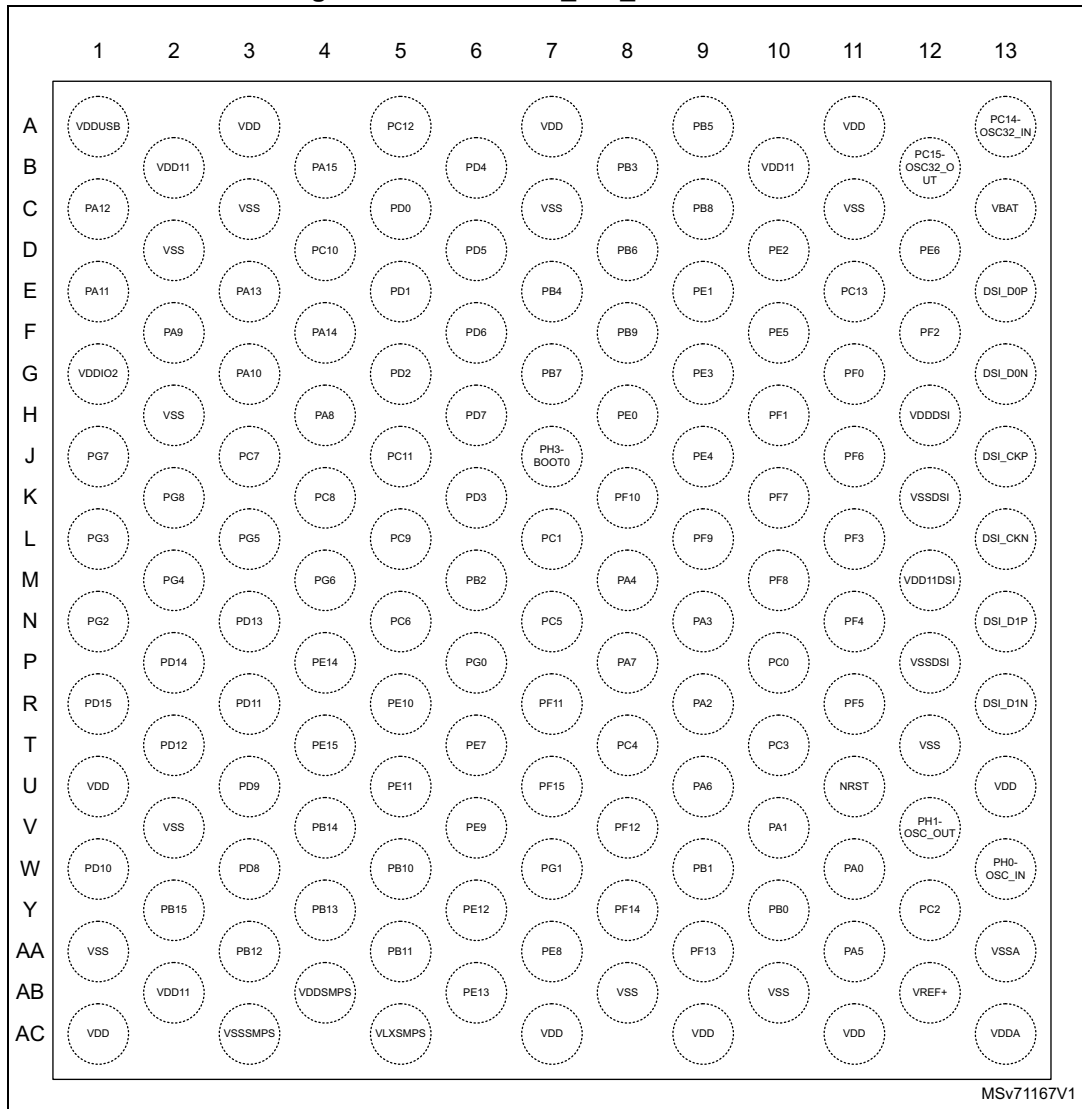 1 2 3 4 5 6 7 8 9 10 11 12 13
A VDDUSB VDD PC12 VDD PB5 VDD PC14-
OSC32_IN
B VDD11 PA15 PD4 PB3 VDD11 PC15-
OSC32_O
UT
C PA12 VSS PD0 VSS PB8 VSS VBAT
D VSS PC10 PD5 PB6 PE2 PE6
E PA11 PA13 PD1 PB4 PE1 PC13 DSI_D0P
F PA9 PA14 PD6 PB9 PE5 PF2
G VDDIO2 PA10 PD2 PB7 PE3 PF0 DSI_D0N
H VSS PA8 PD7 PE0 PF1 VDDDSI
J PG7 PC7 PC11 PH3-
BOOT0 PE4 PF6 DSI_CKP
K PG8 PC8 PD3 PF10 PF7 VSSDSI
L PG3 PG5 PC9 PC1 PF9 PF3 DSI_CKN
M PG4 PG6 PB2 PA4 PF8 VDD11DSI
N PG2 PD13 PC6 PC5 PA3 PF4 DSI_D1P
P PD14 PE14 PG0 PA7 PC0 VSSDSI
R PD15 PD11 PE10 PF11 PA2 PF5 DSI_D1N
T PD12 PE15 PE7 PC4 PC3 VSS
U VDD PD9 PE11 PF15 PA6 NRST VDD
V VSS PB14 PE9 PF12 PA1 PH1-
OSC_OUT
W PD10 PD8 PB10 PG1 PB1 PA0 PH0-
OSC_IN
Y PB15 PB13 PE12 PF14 PB0 PC2
AA VSS PB12 PB11 PE8 PF13 PA5 VSSA
AB VDD11 VDDSMPS PE13 VSS VSS VREF+
AC VDD VSSSMPS VLXSMPS VDD VDD VDD VDDA
MSv71167V1